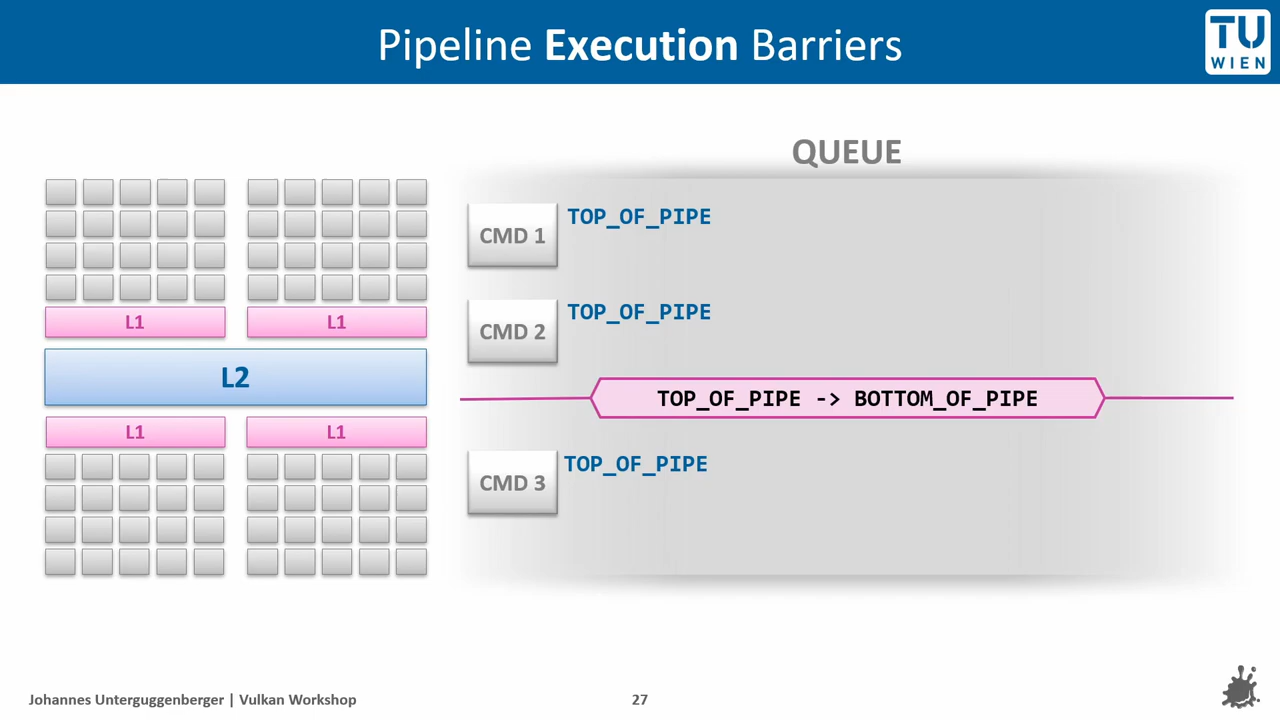 Pipeline Execution Barriers
TU
WIEN
QUEUE
L1 L1
L2
L1 L1
CMD 1 TOP_OF_PIPE
CMD 2 TOP_OF_PIPE
TOP_OF_PIPE -> BOTTOM_OF_PIPE
CMD 3 TOP_OF_PIPE
Johannes Unterguggenberger | Vulkan Workshop
27